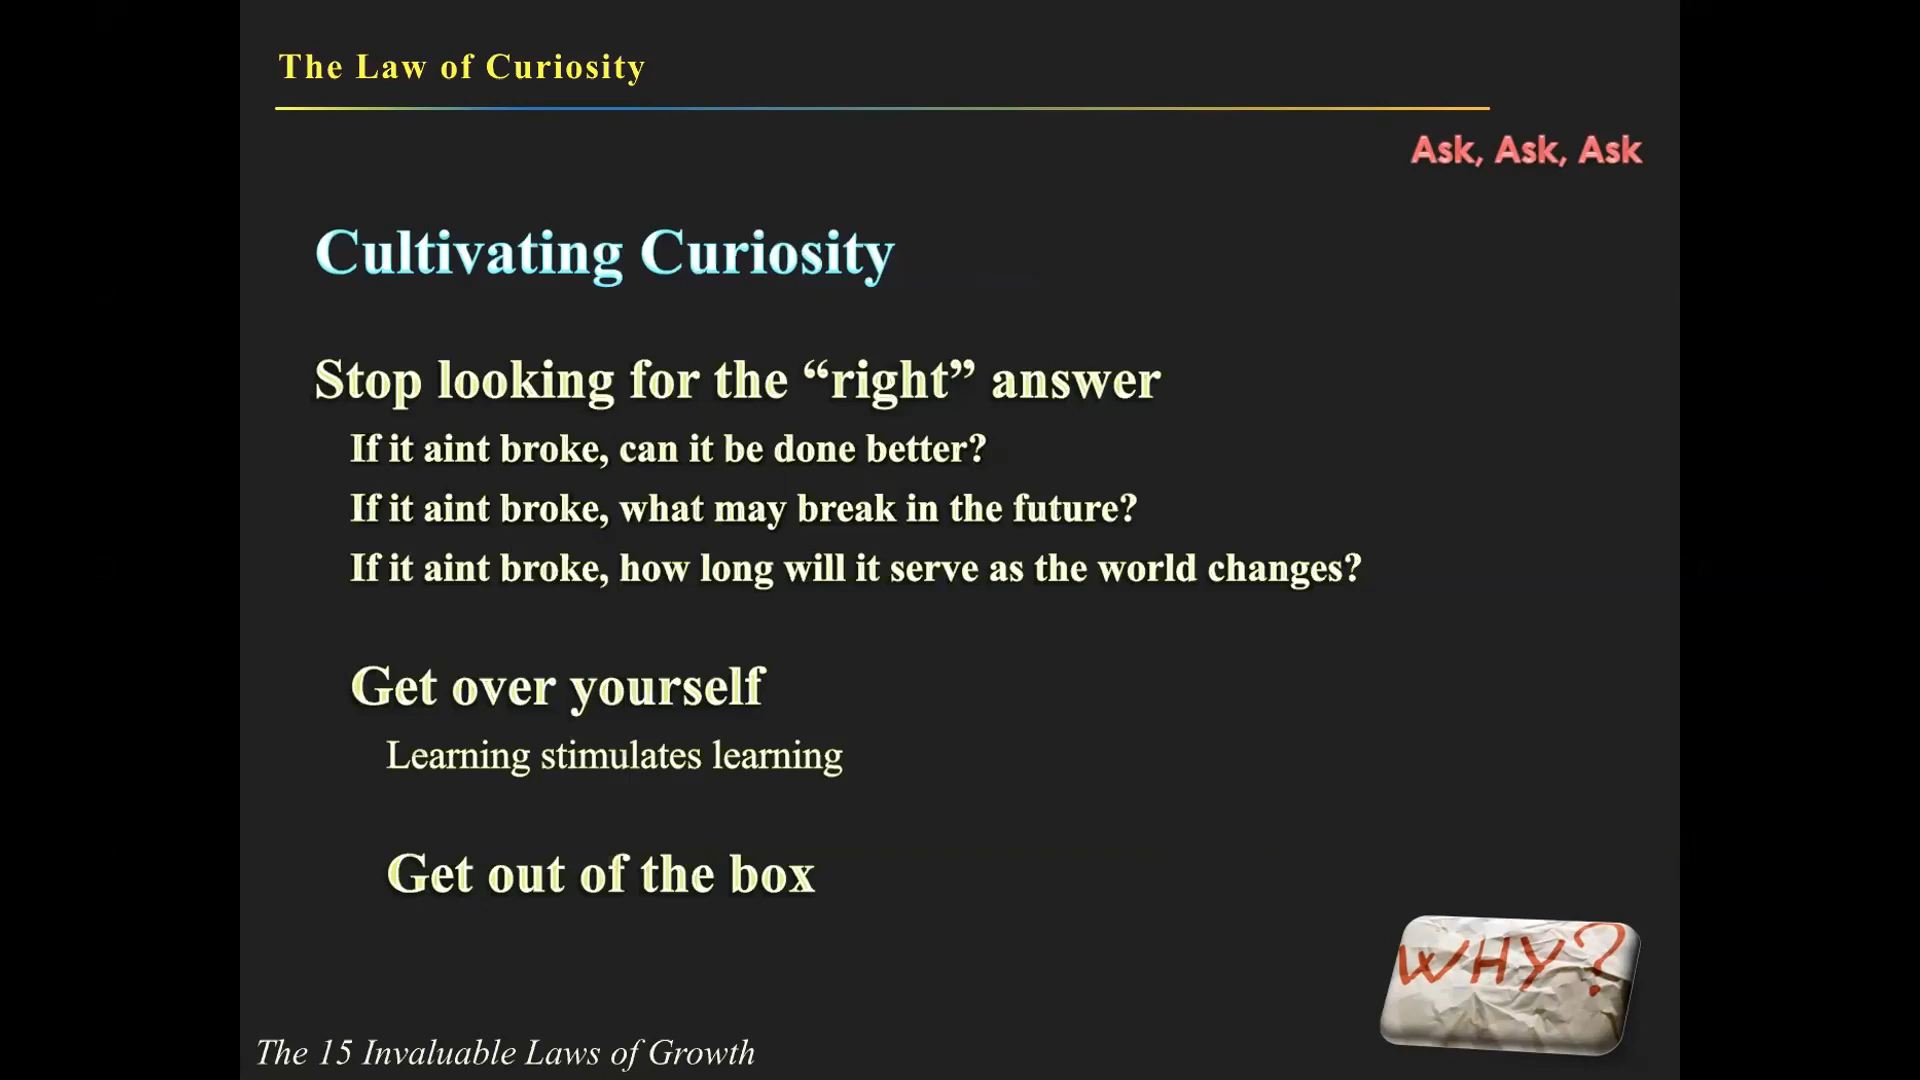 The Law of Curiosity
Ask, Ask, Ask
Cultivating Curiosity
Stop looking for the “right” answer
If it aint broke, can it be done better?
If it aint broke, what may break in the future?
If it aint broke, how long will it serve as the world changes?
Get over yourself
Learning stimulates learning
Get out of the box
WHY?
The 15 Invaluable Laws of Growth